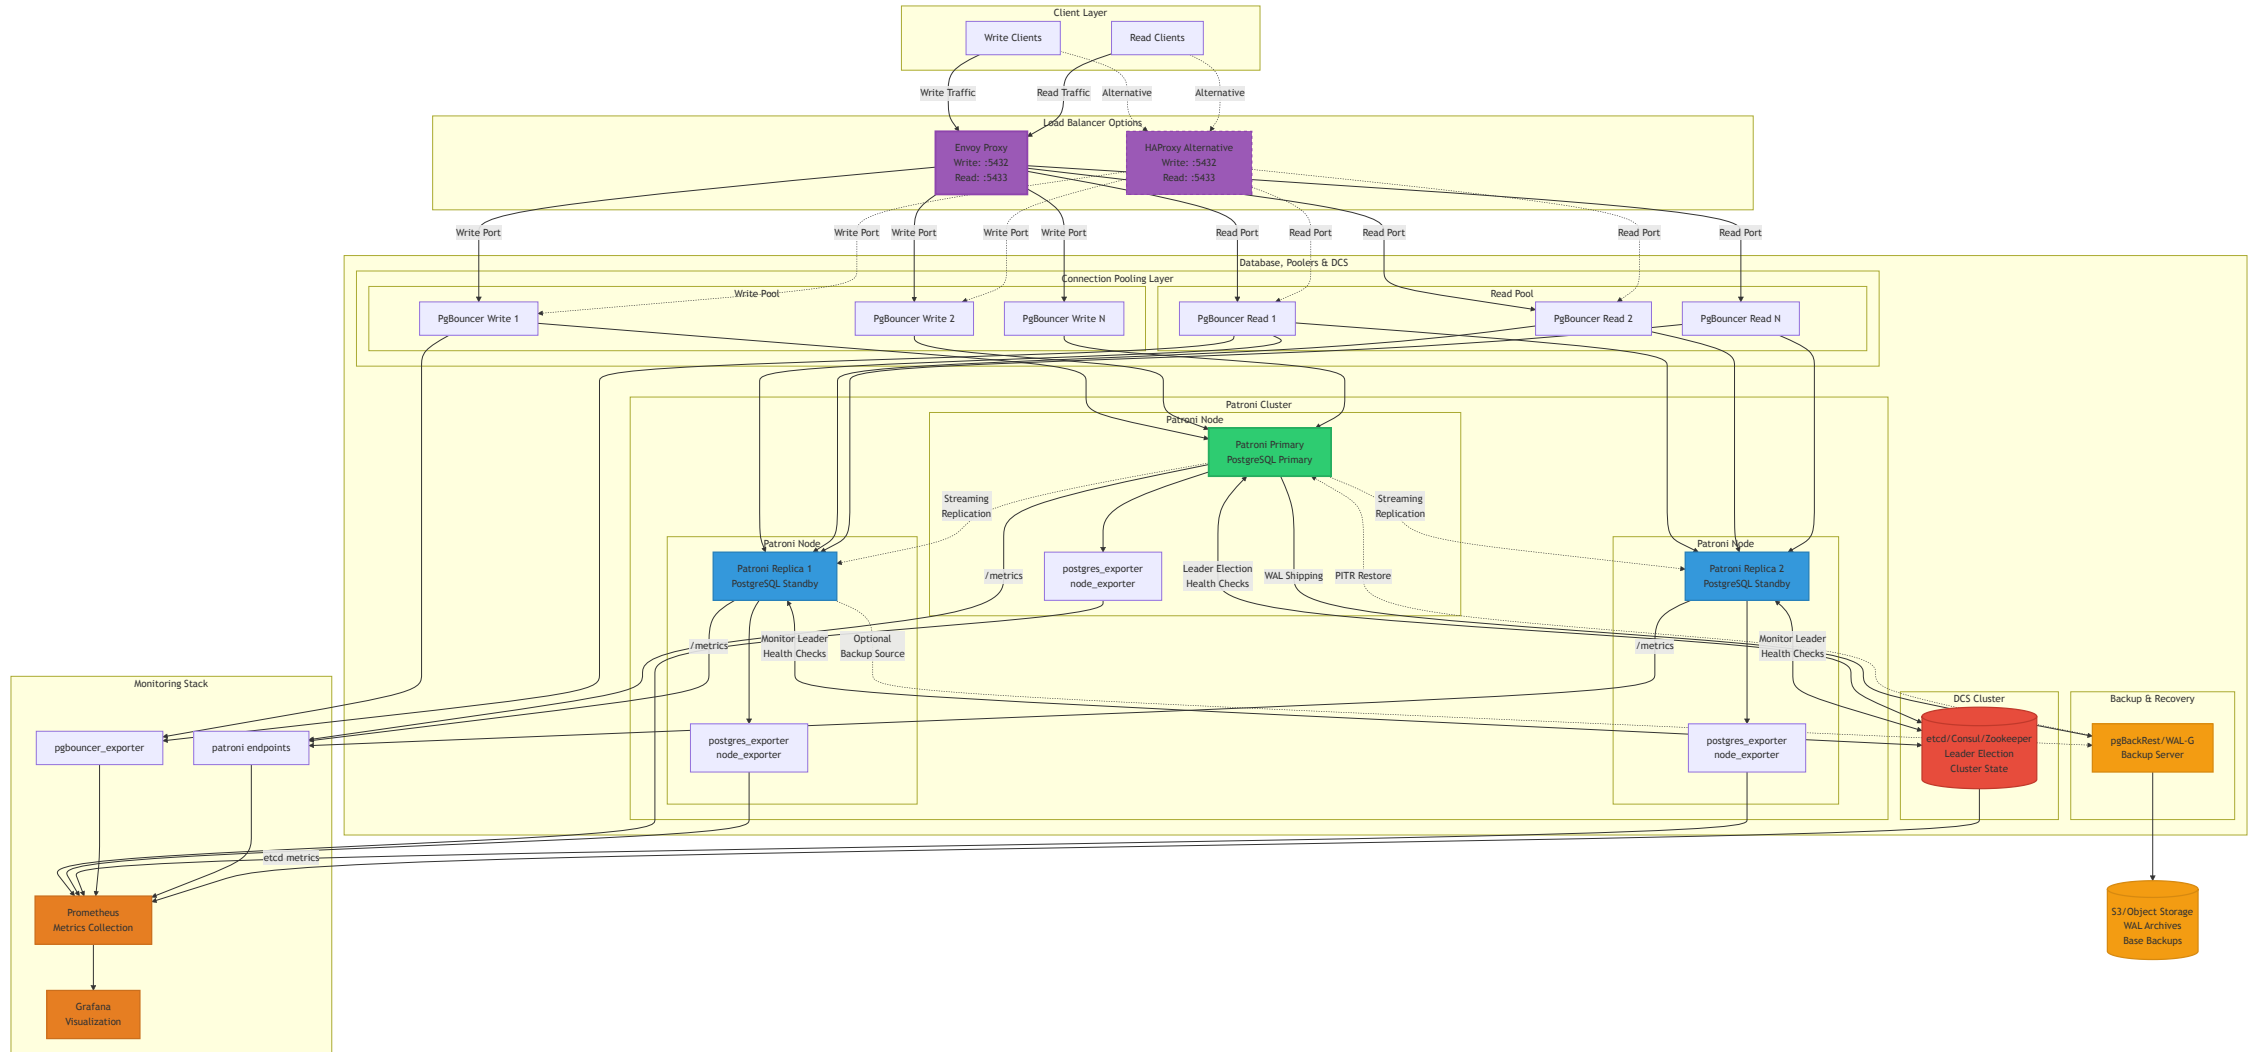 Client Layer
Write Clients
Read Clients
Write Traffic
Read Traffic
Alternative
Alternative
Load Balancer Options
Envoy Proxy
Write: :5432
Read: :5433
HAProxy Alternative
Write: :5432
Read: :5433
Write Port
Write Port
Write Port
Write Port
Write Port
Read Port
Read Port
Read Port
Read Port
Read Port
Database, Poolers & DCS
Connection Pooling Layer
Write Pool
Read Pool
PgBouncer Write 1
PgBouncer Write 2
PgBouncer Write N
PgBouncer Read 1
PgBouncer Read 2
PgBouncer Read N
Patroni Cluster
Patroni Node
Patroni Primary
PostgreSQL Primary
Streaming
Replication
Streaming
Replication
Patroni Node
Patroni Replica 1
PostgreSQL Standby
/metrics
postgres_exporter
node_exporter
Leader Election
Health Checks
WAL Shipping
PITR Restore
Patroni Node
Patroni Replica 2
PostgreSQL Standby
/metrics
Monitor Leader
Health Checks
Optional
Backup Source
/metrics
Monitor Leader
Health Checks
Monitoring Stack
pgbouncer_exporter
patroni endpoints
postgres_exporter
node_exporter
postgres_exporter
node_exporter
DCS Cluster
etcd/Consul/Zookeeper
Leader Election
Cluster State
Backup & Recovery
pgBackRest/WAL-G
Backup Server
etcd metrics
Prometheus
Metrics Collection
S3/Object Storage
WAL Archives
Base Backups
Grafana
Visualization